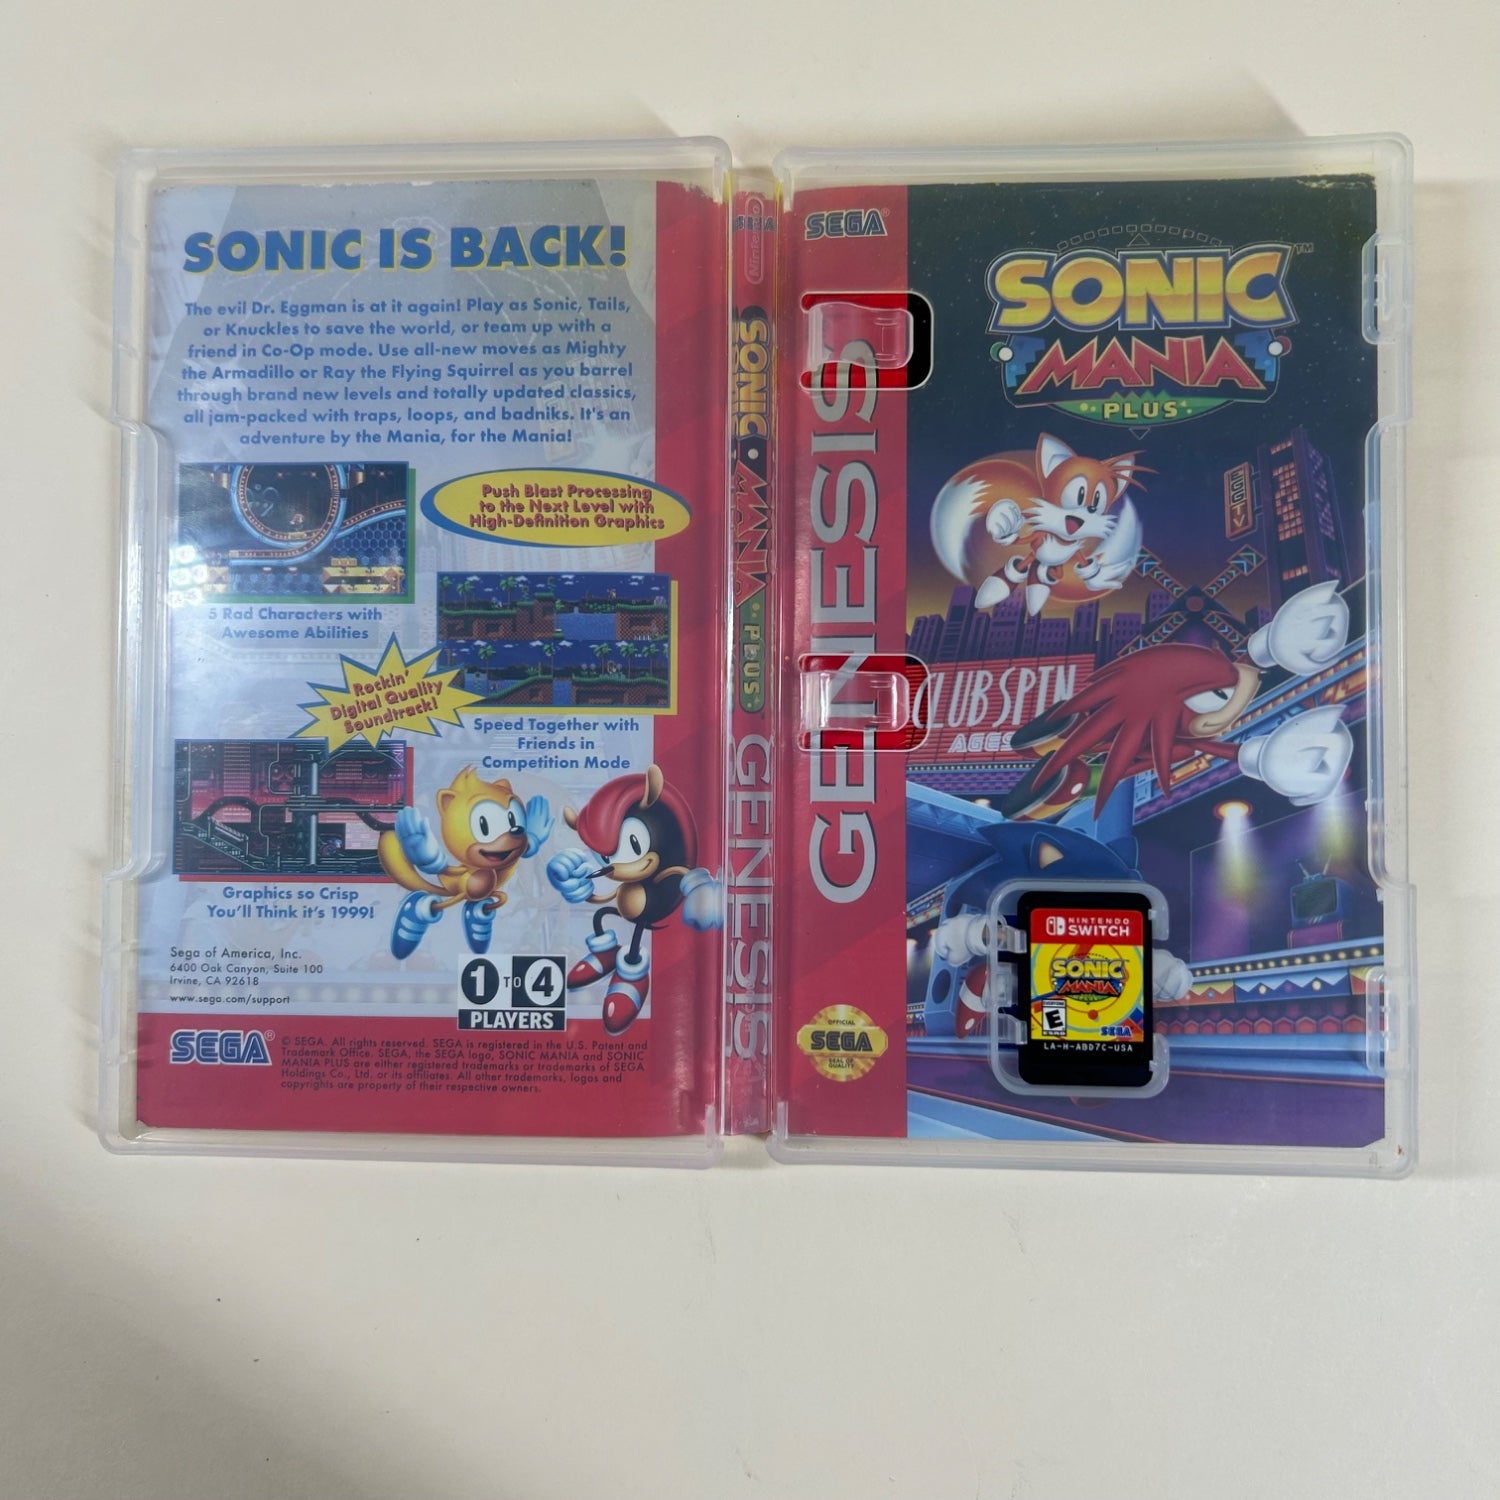 SONIC IS BACK!
The evil Dr. Eggman is at it again! Play as Sonic, Tails,
or Knuckles to save the world, or team up with a
friend in Co-Op mode. Use all-new moves as Mighty
the Armadillo or Ray the Flying Squirrel as you barrel
through brand new levels and totally updated classics,
all jam-packed with traps, loops, and badniks. It's an
adventure by the Mania, for the Mania!
Push Blast Processing
to the Next Level with
High-Definition Graphics
5 Rad Characters with
Awesome Abilities
Rockin'
Digital Quality
Soundtrack!
Speed Together with
Friends in
Competition Mode
Graphics so Crisp
You'll Think it's 1999!
Sega of America, Inc.
6400 Oak Canyon, Suite 100
Irvine, CA 92618
www.sega.com/support
1 TO 4
PLAYERS
SEGA®
© SEGA. All rights reserved. SEGA is registered in the U.S. Patent and
Trademark Office. SEGA, the SEGA logo, SONIC MANIA and SONIC
MANIA PLUS are either registered trademarks or trademarks of SEGA
Holdings Co., Ltd. or its affiliates. All other trademarks, logos and
copyrights are property of their respective owners.
SEGA
Nintendo
SONIC • MANIA PLUS
GENESIS
SEGA®
GENESIS
OFFICIAL
SEGA
SEAL OF
QUALITY
SONIC™
MANIA
PLUS
EGGTV
CLUB SPIN
AGES
NINTENDO
SWITCH
SONIC
MANIA
EVERYONE
E
ESRB
SEGA
LA-H-ABD7C-USA